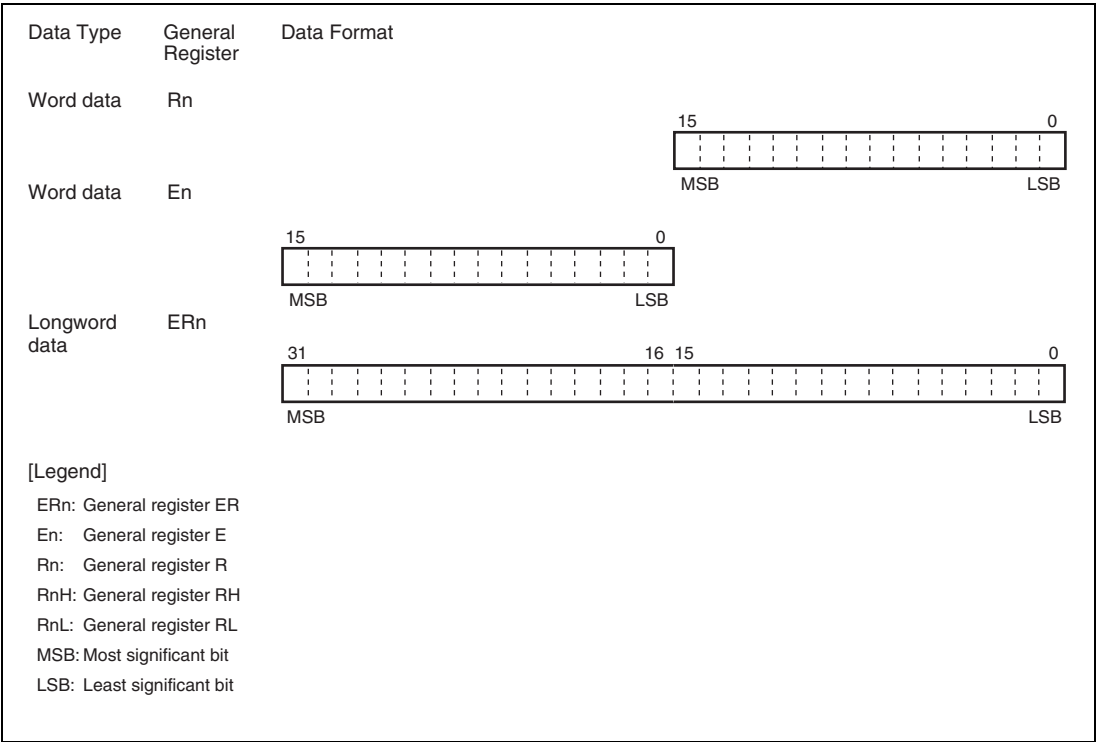 Data Type General Register Data Format
Word data Rn
15 0
MSB LSB
Word data En
15 0
MSB LSB
Longword data ERn
31 16 15 0
MSB LSB
[Legend]
ERn: General register ER
En: General register E
Rn: General register R
RnH: General register RH
RnL: General register RL
MSB: Most significant bit
LSB: Least significant bit